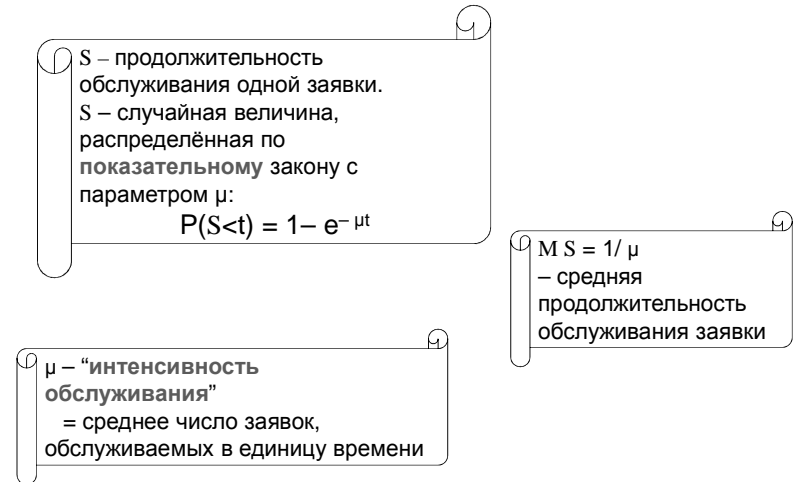 S – продолжительность
обслуживания одной заявки.
S – случайная величина,
распределённая по
показательному закону с
параметром μ:
P(S<t) = 1– e– μt
M S = 1/ μ
– средняя
продолжительность
обслуживания заявки
μ – “интенсивность
обслуживания”
= среднее число заявок,
обслуживаемых в единицу времени